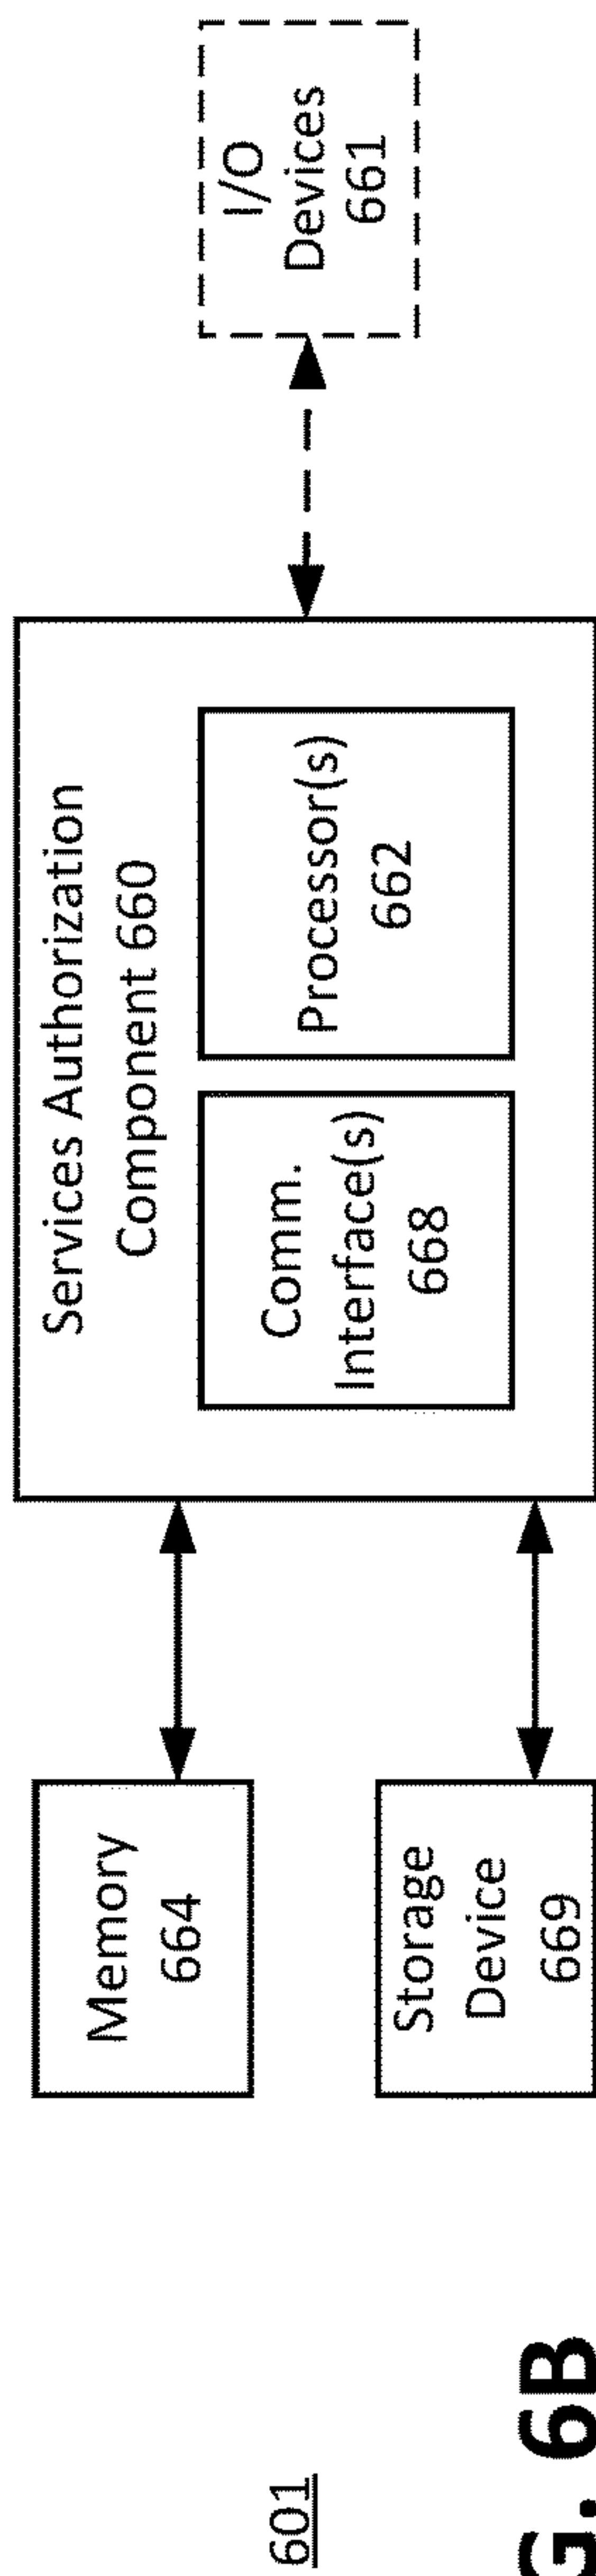 Memory
664
Storage
Device
669
Services Authorization
Component 660
Comm.
Interface(s)
668
Processor(s)
662
I/O
Devices
661
601
G. 6B